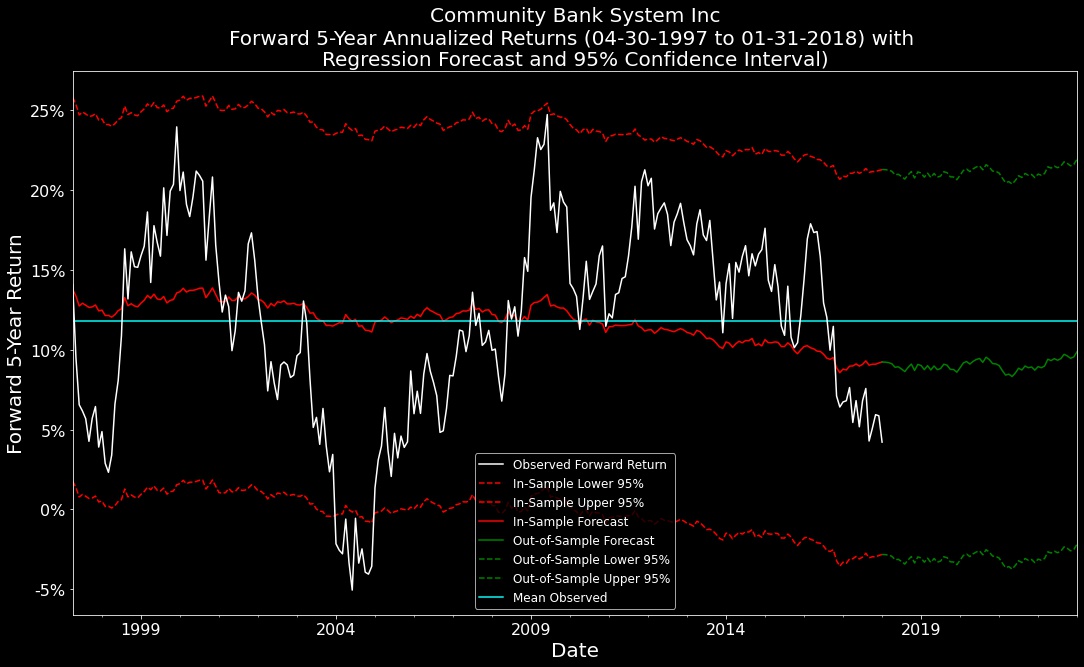 Community Bank System Inc
Forward 5-Year Annualized Returns (04-30-1997 to 01-31-2018) with
Regression Forecast and 95% Confidence Interval)
Forward 5-Year Return
25%
20%
15%
10%
5%
0%
-5%
Observed Forward Return
In-Sample Lower 95%
In-Sample Upper 95%
In-Sample Forecast
Out-of-Sample Forecast
Out-of-Sample Lower 95%
Out-of-Sample Upper 95%
Mean Observed
1999
2004
2009
2014
2019
Date